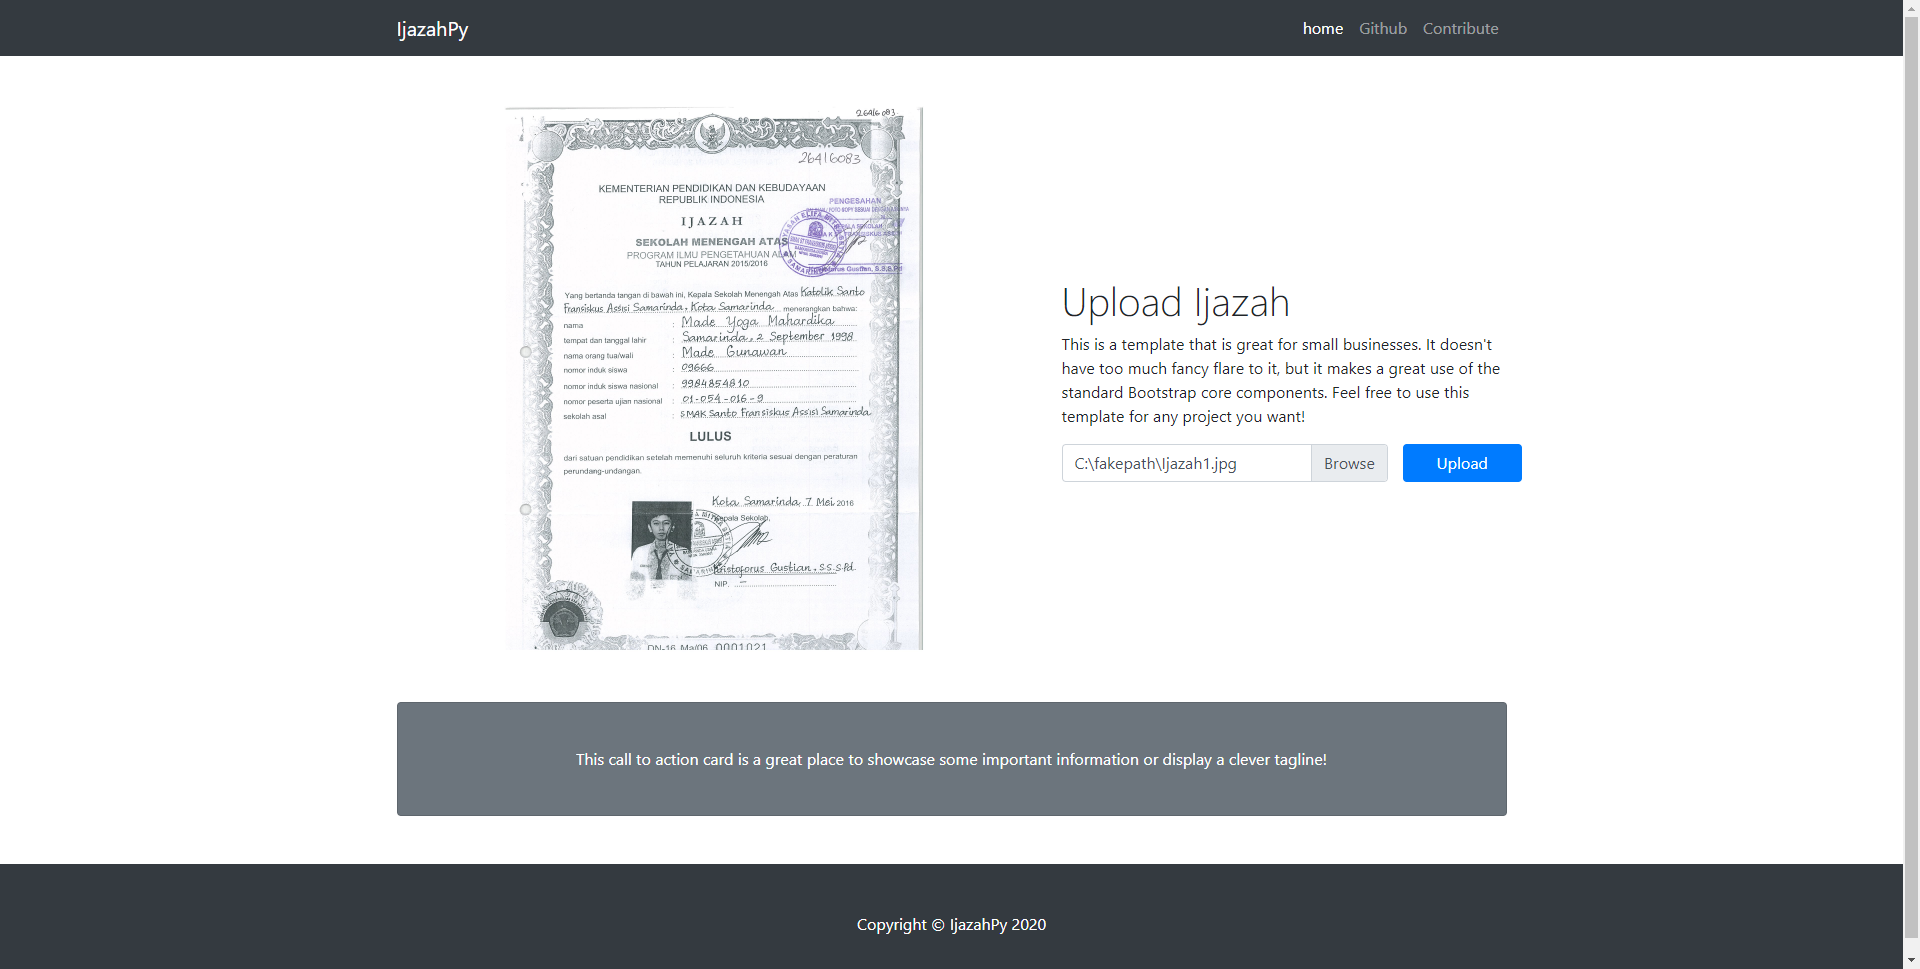 IjazahPy
home Github Contribute
26416083
26416083
KEMENTERIAN PENDIDIKAN DAN KEBUDAYAAN
REPUBLIK INDONESIA
IJAZAH
PENGESAHAN
SEKOLAH MENENGAH ATAS
PROGRAM ILMU PENGETAHUAN ALAM
TAHUN PELAJARAN 2015/2016
Yang bertanda tangan di bawah ini, Kepala Sekolah Menengah Atas Katolik Santo
Fransiskus Assisi Samarinda, Kota Samarinda menerangkan bahwa:
nama : Made Yoga Mahardika
tempat dan tanggal lahir : Samarinda, 2 September 1998
nama orang tua/wali : Made Gunawan
nomor induk siswa : 09666
nomor induk siswa nasional : 9984854810
nomor peserta ujian nasional : 01-054-016-9
sekolah asal : SMAK Santo Fransiskus Assisi Samarinda
LULUS
dari satuan pendidikan setelah memenuhi seluruh kriteria sesuai dengan peraturan
perundang-undangan.
Kota Samarinda, 7 Mei 2016
Kepala Sekolah,
Kristoforus Gustian, S.S.S.Pd.
NIP. –
DN-16 Ma/06 0001021
Upload Ijazah
This is a template that is great for small businesses. It doesn't
have too much fancy flare to it, but it makes a great use of the
standard Bootstrap core components. Feel free to use this
template for any project you want!
C:\fakepath\Ijazah1.jpg Browse Upload
This call to action card is a great place to showcase some important information or display a clever tagline!
Copyright © IjazahPy 2020